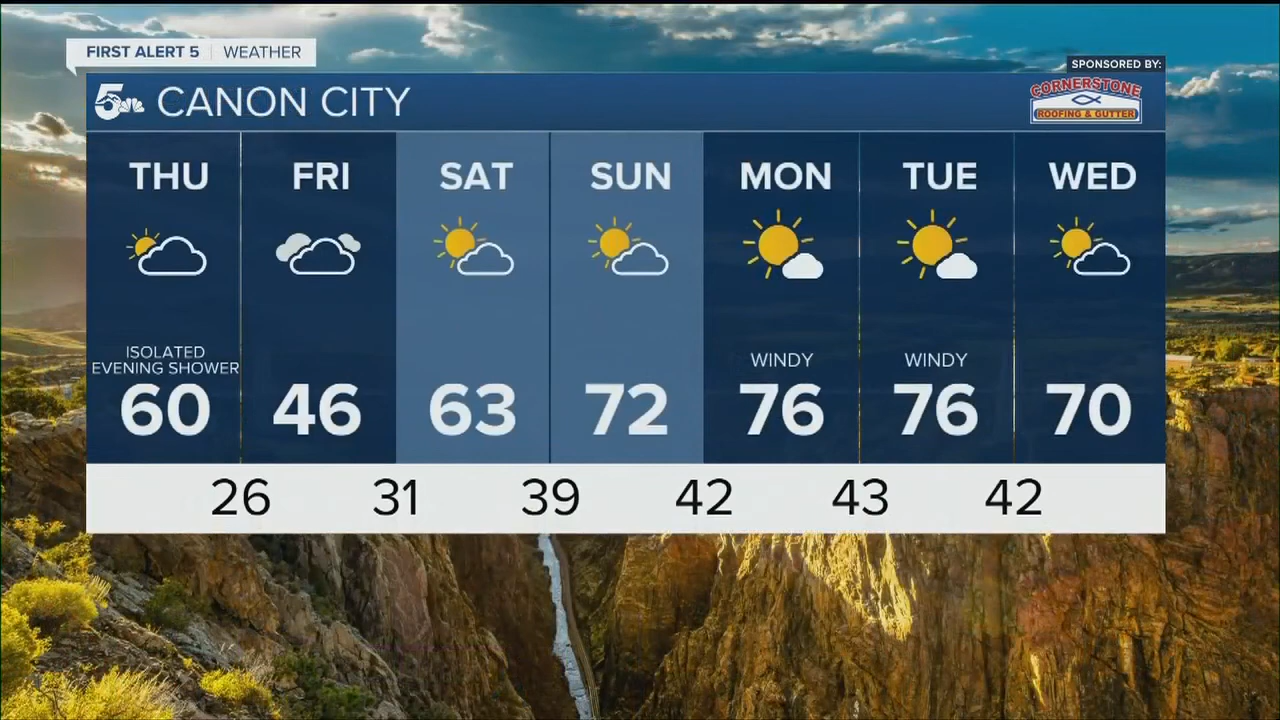 FIRST ALERT 5 | WEATHER
SPONSORED BY:
5 CANON CITY
CORNERSTONE
ROOFING & GUTTER
THU FRI SAT SUN MON TUE WED
ISOLATED
EVENING SHOWER
WINDY WINDY
60 46 63 72 76 76 70
26 31 39 42 43 42